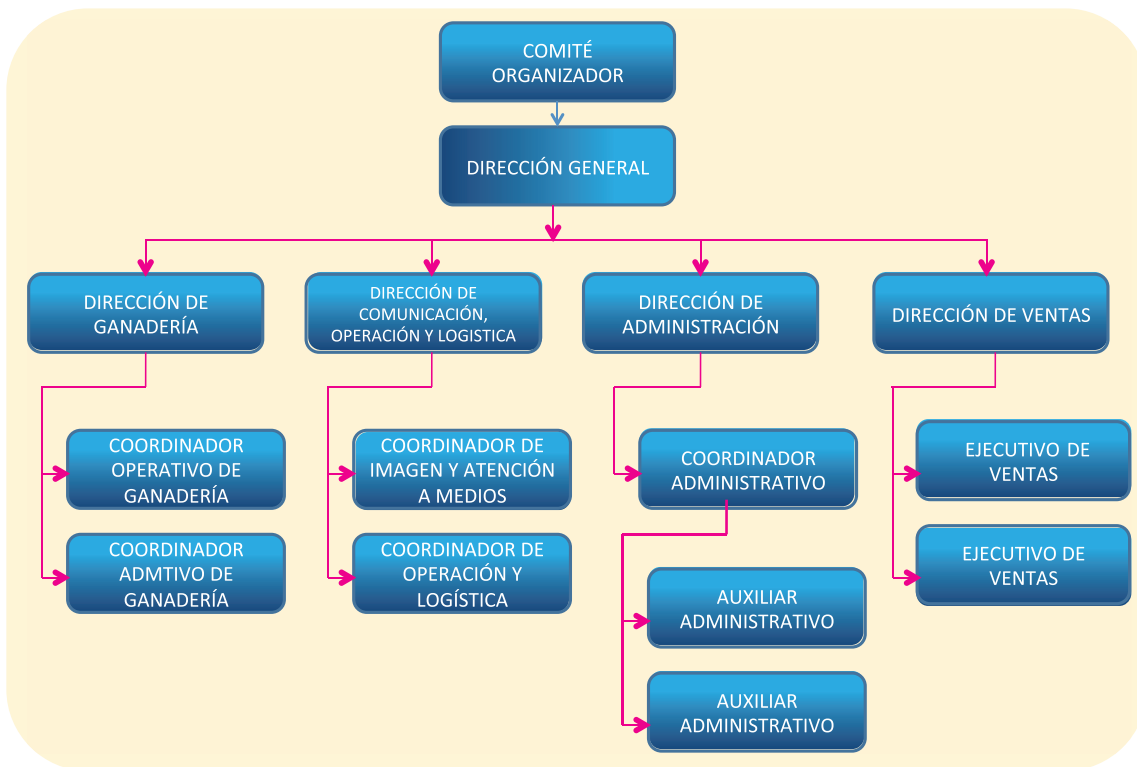 COMITÉ
ORGANIZADOR
DIRECCIÓN GENERAL
DIRECCIÓN DE
GANADERÍA
DIRECCIÓN DE
COMUNICACIÓN,
OPERACIÓN Y LOGISTICA
DIRECCIÓN DE
ADMINISTRACIÓN
DIRECCIÓN DE VENTAS
COORDINADOR
OPERATIVO DE
GANADERÍA
COORDINADOR DE
IMAGEN Y ATENCIÓN
A MEDIOS
COORDINADOR
ADMINISTRATIVO
EJECUTIVO DE
VENTAS
COORDINADOR
ADMTIVO DE
GANADERÍA
COORDINADOR DE
OPERACIÓN Y
LOGÍSTICA
EJECUTIVO DE
VENTAS
AUXILIAR
ADMINISTRATIVO
AUXILIAR
ADMINISTRATIVO